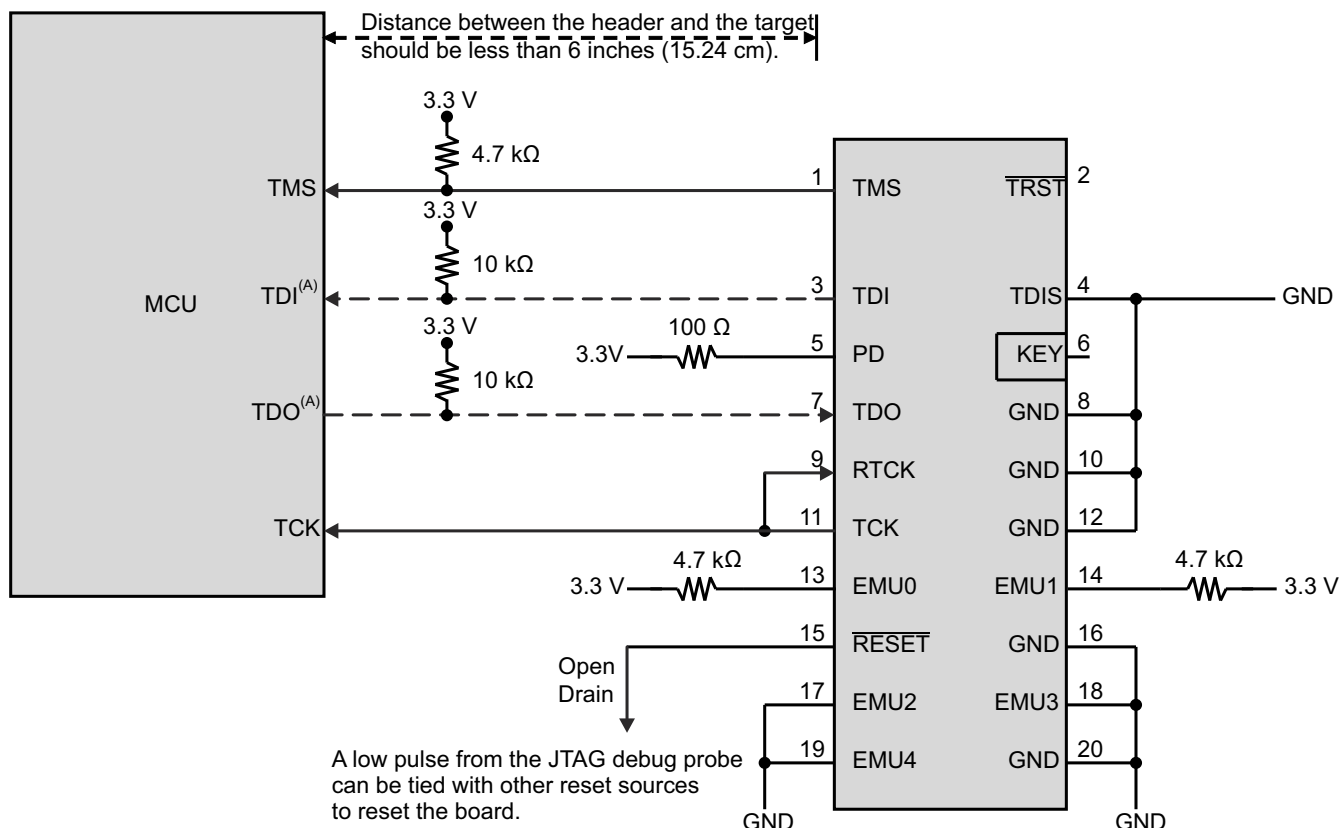 Distance between the header and the target
should be less than 6 inches (15.24 cm).
3.3 V
4.7 kΩ
TMS
1
TMS
TRST
2
3.3 V
10 kΩ
MCU
TDI(A)
3
TDI
TDIS
4
GND
3.3 V
100 Ω
3.3V
5
PD
KEY
6
10 kΩ
TDO(A)
7
TDO
GND
8
9
RTCK
GND
10
TCK
11
TCK
GND
12
4.7 kΩ
3.3 V
13
EMU0
EMU1
14
4.7 kΩ
3.3 V
15
RESET
GND
16
Open
Drain
17
EMU2
EMU3
18
19
EMU4
GND
20
A low pulse from the JTAG debug probe
can be tied with other reset sources
to reset the board.
GND
GND